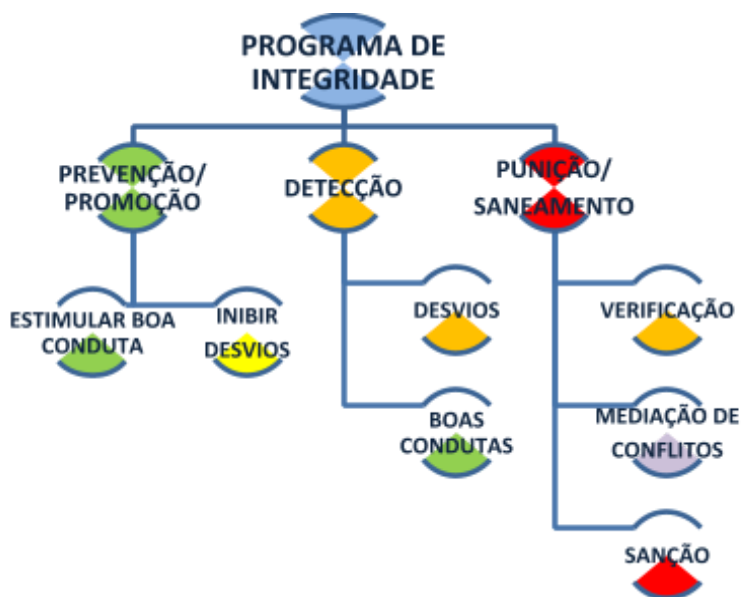 PROGRAMA DE
INTEGRIDADE
PREVENÇÃO/
PROMOÇÃO
DETECÇÃO
PUNIÇÃO/
SANEAMENTO
ESTIMULAR BOA
CONDUTA
INIBIR
DESVIOS
DESVIOS
BOAS
CONDUTAS
VERIFICAÇÃO
MEDIAÇÃO DE
CONFLITOS
SANÇÃO